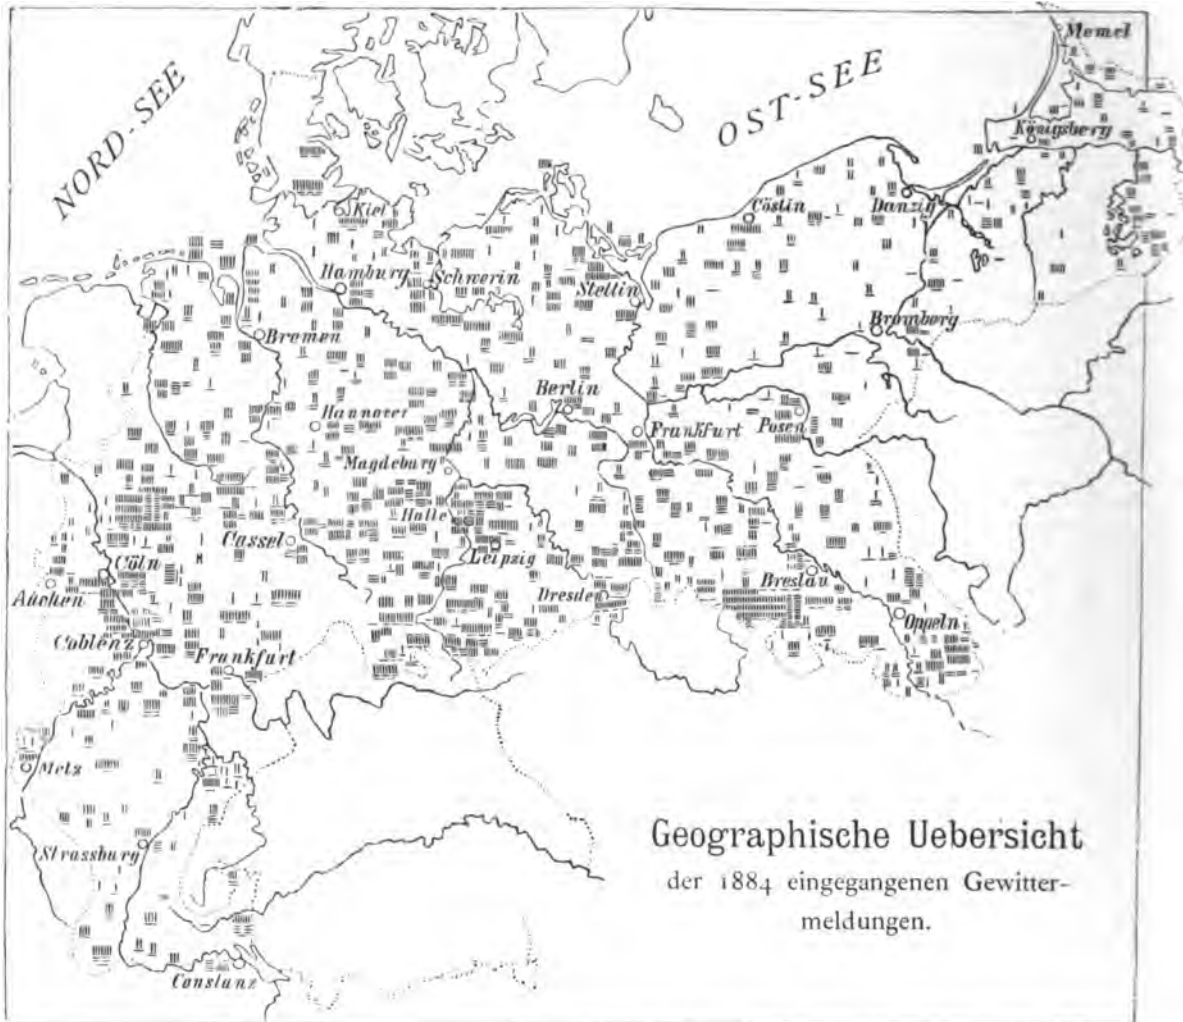 Memel
NORD-SEE
OST-SEE
Königsberg
Kiel
Cöslin
Danzig
Hamburg
Schwerin
Stettin
Bremen
Bromberg
Berlin
Hannover
Frankfurt
Posen
Magdeburg
Halle
Cassel
Leipzig
Cöln
Breslau
Aachen
Dresden
Oppeln
Coblenz
Frankfurt
Metz
Geographische Uebersicht
Strassburg
der 1884 eingegangenen Gewitter-
meldungen.
Constanz